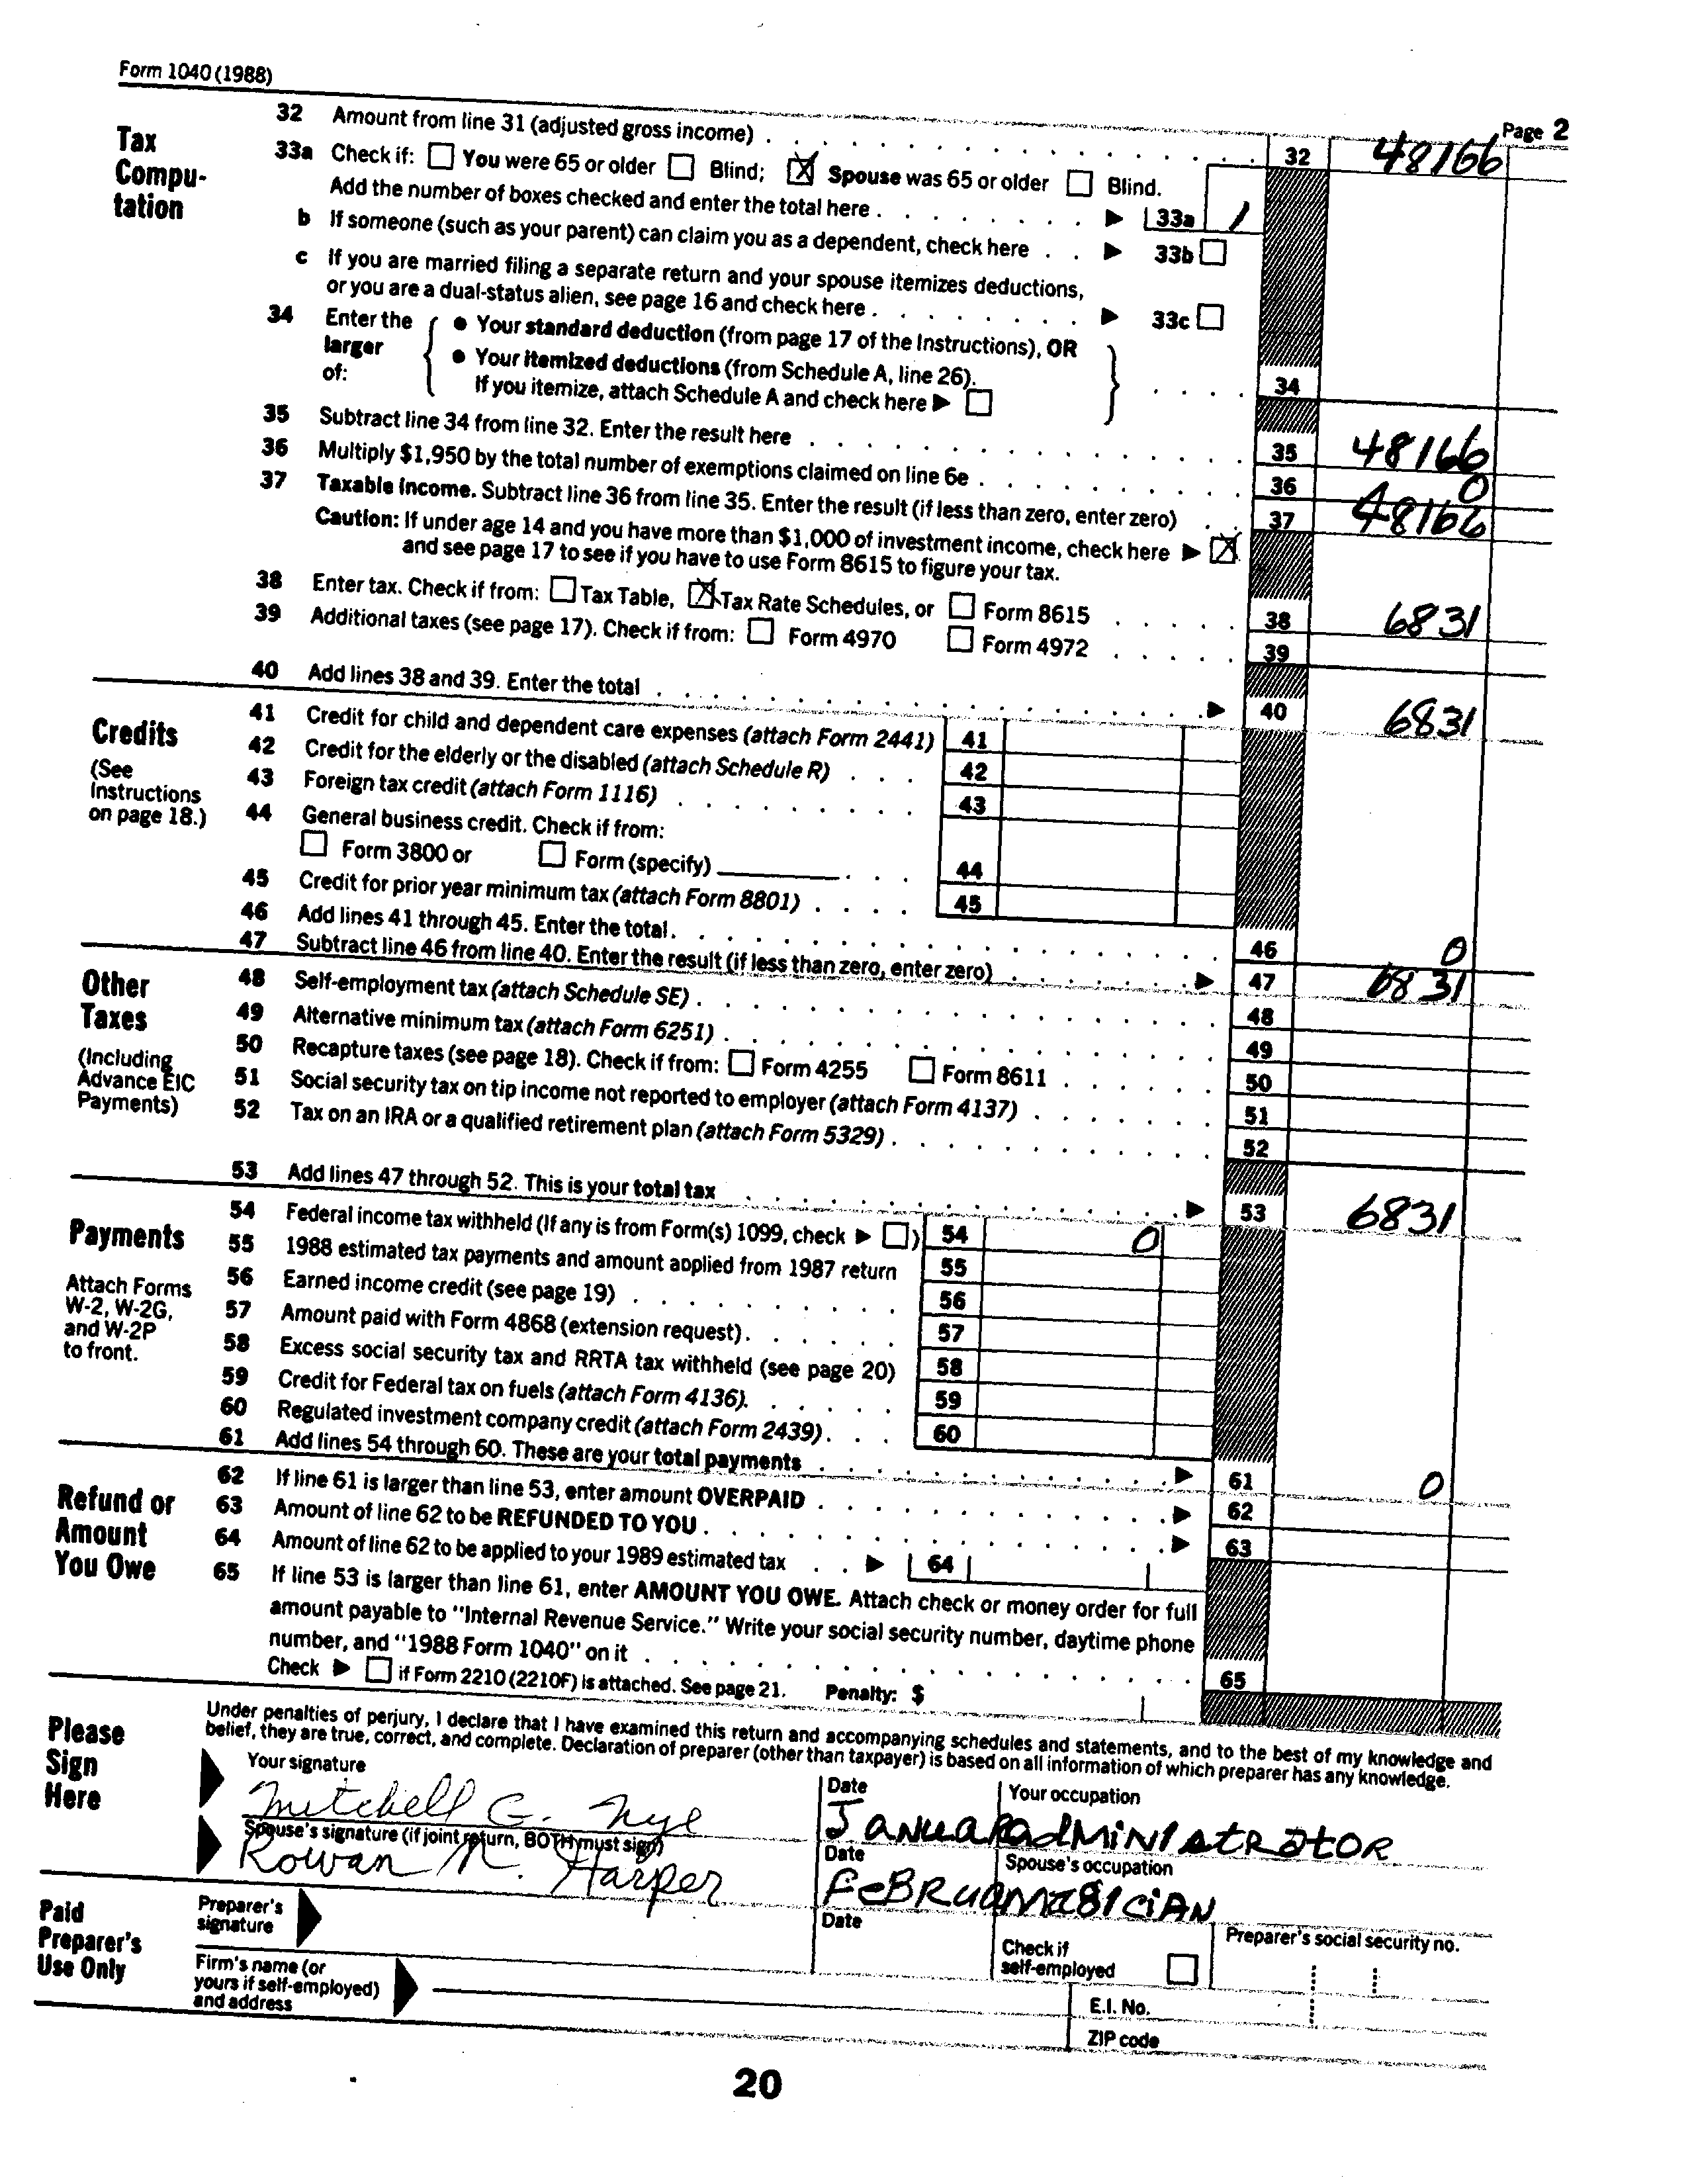 Form 1040 (1988)
Page 2
Tax Compu-tation
32 Amount from line 31 (adjusted gross income) . . . . 32 48166
33a Check if: ☐ You were 65 or older ☐ Blind; ☒ Spouse was 65 or older ☐ Blind.
Add the number of boxes checked and enter the total here . . . ▶ 33a 1
b If someone (such as your parent) can claim you as a dependent, check here . . ▶ 33b ☐
c If you are married filing a separate return and your spouse itemizes deductions,
or you are a dual-status alien, see page 16 and check here . . . ▶ 33c ☐
34 Enter the larger of: { ● Your standard deduction (from page 17 of the Instructions), OR
● Your itemized deductions (from Schedule A, line 26).
If you itemize, attach Schedule A and check here ▶ ☐ } . . . . 34
35 Subtract line 34 from line 32. Enter the result here . . . . 35 48166
36 Multiply $1,950 by the total number of exemptions claimed on line 6e . . . . 36 0
37 Taxable income. Subtract line 36 from line 35. Enter the result (if less than zero, enter zero) . . 37 48166
Caution: If under age 14 and you have more than $1,000 of investment income, check here ▶ ☒
and see page 17 to see if you have to use Form 8615 to figure your tax.
38 Enter tax. Check if from: ☐ Tax Table, ☒ Tax Rate Schedules, or ☐ Form 8615 . . . . 38 6831
39 Additional taxes (see page 17). Check if from: ☐ Form 4970 ☐ Form 4972 . . . . 39
40 Add lines 38 and 39. Enter the total . . . . ▶ 40 6831
Credits
(See Instructions on page 18.)
41 Credit for child and dependent care expenses (attach Form 2441) 41
42 Credit for the elderly or the disabled (attach Schedule R) . . . 42
43 Foreign tax credit (attach Form 1116) . . . . 43
44 General business credit. Check if from:
☐ Form 3800 or ☐ Form (specify) . . . 44
45 Credit for prior year minimum tax (attach Form 8801) . . . . 45
46 Add lines 41 through 45. Enter the total . . . . 46 0
47 Subtract line 46 from line 40. Enter the result (if less than zero, enter zero) . . . . ▶ 47 6831
Other Taxes
(Including Advance EIC Payments)
48 Self-employment tax (attach Schedule SE) . . . . 48
49 Alternative minimum tax (attach Form 6251) . . . . 49
50 Recapture taxes (see page 18). Check if from: ☐ Form 4255 ☐ Form 8611 . . . . 50
51 Social security tax on tip income not reported to employer (attach Form 4137) . . . . 51
52 Tax on an IRA or a qualified retirement plan (attach Form 5329) . . . . 52
53 Add lines 47 through 52. This is your total tax . . . . ▶ 53 6831
Payments
Attach Forms W-2, W-2G, and W-2P to front.
54 Federal income tax withheld (If any is from Form(s) 1099, check ▶ ☐ ) 54 0
55 1988 estimated tax payments and amount applied from 1987 return 55
56 Earned income credit (see page 19) . . . . 56
57 Amount paid with Form 4868 (extension request) . . . . 57
58 Excess social security tax and RRTA tax withheld (see page 20) 58
59 Credit for Federal tax on fuels (attach Form 4136) . . . . 59
60 Regulated investment company credit (attach Form 2439) . . . 60
61 Add lines 54 through 60. These are your total payments . . . . ▶ 61 0
Refund or Amount You Owe
62 If line 61 is larger than line 53, enter amount OVERPAID . . . . ▶ 62
63 Amount of line 62 to be REFUNDED TO YOU . . . . ▶ 63
64 Amount of line 62 to be applied to your 1989 estimated tax . . ▶ 64
65 If line 53 is larger than line 61, enter AMOUNT YOU OWE. Attach check or money order for full
amount payable to "Internal Revenue Service." Write your social security number, daytime phone
number, and "1988 Form 1040" on it . . . . 65
Check ▶ ☐ if Form 2210 (2210F) is attached. See page 21. Penalty: $
Please Sign Here
Under penalties of perjury, I declare that I have examined this return and accompanying schedules and statements, and to the best of my knowledge and
belief, they are true, correct, and complete. Declaration of preparer (other than taxpayer) is based on all information of which preparer has any knowledge.
Your signature Date Your occupation
Mitchell G. Nye Januar administrator
Spouse's signature (if joint return, BOTH must sign) Date Spouse's occupation
Rowan N. Harper
Paid Preparer's Use Only
Preparer's signature Date Check if self-employed ☐ Preparer's social security no.
Firm's name (or yours if self-employed) and address E.I. No.
ZIP code
20